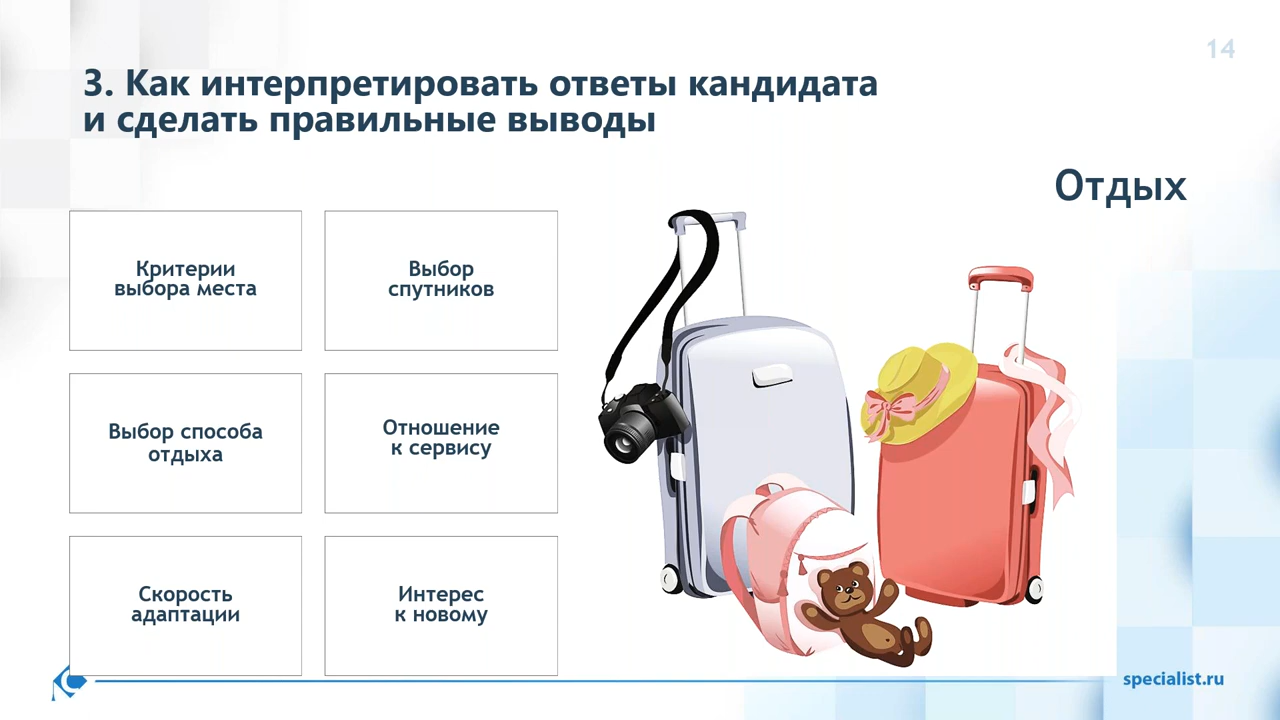 14
3. Как интерпретировать ответы кандидата
и сделать правильные выводы
Отдых
Критерии
выбора места
Выбор
спутников
Выбор способа
отдыха
Отношение
к сервису
Скорость
адаптации
Интерес
к новому
specialist.ru